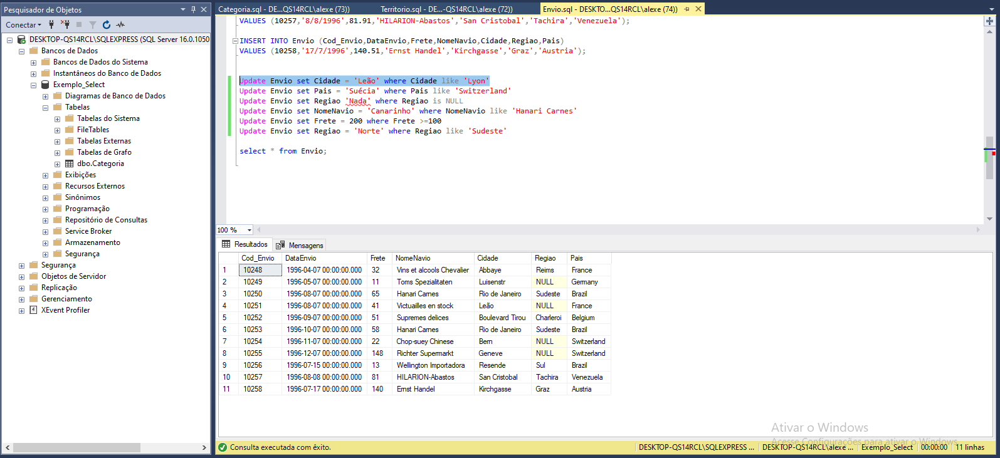 Pesquisador de Objetos
Conectar
DESKTOP-QS14RCL\SQLEXPRESS (SQL Server 16.0.1050
Bancos de Dados
Bancos de Dados do Sistema
Instantâneos do Banco de Dados
Exemplo_Select
Diagramas de Banco de Dados
Tabelas
Tabelas do Sistema
FileTables
Tabelas Externas
Tabelas de Grafo
dbo.Categoria
Exibições
Recursos Externos
Sinônimos
Programação
Repositório de Consultas
Service Broker
Armazenamento
Segurança
Segurança
Objetos de Servidor
Replicação
Gerenciamento
XEvent Profiler
Categoria.sql - DE...QS14RCL\alexe (73))
Territorio.sql - DE...-QS14RCL\alexe (72))
Envio.sql - DESKTO...QS14RCL\alexe (74))
VALUES (10257,'8/8/1996',81.91,'HILARION-Abastos','San Cristobal','Tachira','Venezuela');
INSERT INTO Envio (Cod_Envio,DataEnvio,Frete,NomeNavio,Cidade,Regiao,Pais)
VALUES (10258,'17/7/1996',140.51,'Ernst Handel','Kirchgasse','Graz','Austria');
Update Envio set Cidade = 'Leão' where Cidade like 'Lyon'
Update Envio set Pais = 'Suécia' where Pais like 'Switzerland'
Update Envio set Regiao 'Nada' where Regiao is NULL
Update Envio set NomeNavio = 'Canarinho' where NomeNavio like 'Hanari Carnes'
Update Envio set Frete = 200 where Frete >=100
Update Envio set Regiao = 'Norte' where Regiao like 'Sudeste'
select * from Envio;
100 %
Resultados Mensagens
Cod_Envio DataEnvio Frete NomeNavio Cidade Regiao Pais
1 10248 1996-04-07 00:00:00.000 32 Vins et alcools Chevalier Abbaye Reims France
2 10249 1996-05-07 00:00:00.000 11 Toms Spezialitaten Luisenstr NULL Germany
3 10250 1996-08-07 00:00:00.000 65 Hanari Carnes Rio de Janeiro Sudeste Brazil
4 10251 1996-08-07 00:00:00.000 41 Victuailles en stock Leão NULL France
5 10252 1996-09-07 00:00:00.000 51 Supremes delices Boulevard Tirou Charleroi Belgium
6 10253 1996-10-07 00:00:00.000 58 Hanari Carnes Rio de Janeiro Sudeste Brazil
7 10254 1996-11-07 00:00:00.000 22 Chop-suey Chinese Bern NULL Switzerland
8 10255 1996-12-07 00:00:00.000 148 Richter Supermarkt Geneve NULL Switzerland
9 10256 1996-07-15 00:00:00.000 13 Wellington Importadora Resende Sul Brazil
10 10257 1996-08-08 00:00:00.000 81 HILARION-Abastos San Cristobal Tachira Venezuela
11 10258 1996-07-17 00:00:00.000 140 Ernst Handel Kirchgasse Graz Austria
Ativar o Windows
Acesse Configurações para ativar o Windows.
Consulta executada com êxito.
DESKTOP-QS14RCL\SQLEXPRESS ... DESKTOP-QS14RCL\alexe ... Exemplo_Select 00:00:00 11 linhas